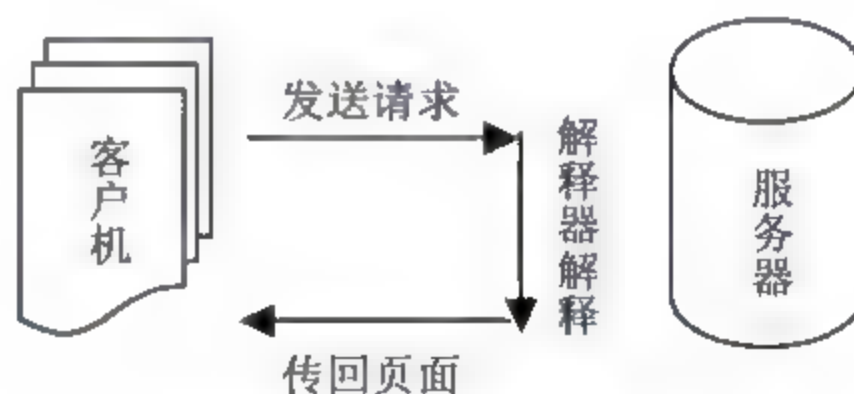 发送请求
客户机
解释器解释
服务器
传回页面